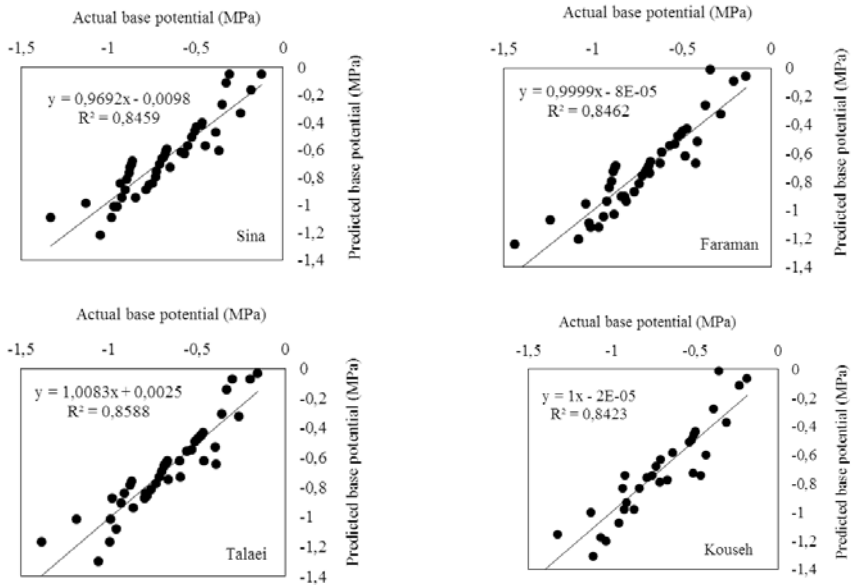 Actual base potential (MPa)
-1,5 -1 -0,5 0
0
-0,2
-0,4
-0,6
-0,8
-1
-1,2
-1,4
Predicted base potential (MPa)
y = 0,9692x - 0,0098
R² = 0,8459
Sina
Actual base potential (MPa)
-1,5 -1 -0,5 0
0
-0,2
-0,4
-0,6
-0,8
-1
-1,2
-1,4
Predicted base potential (MPa)
y = 0,9999x - 8E-05
R² = 0,8462
Faraman
Actual base potential (MPa)
-1,5 -1 -0,5 0
0
-0,2
-0,4
-0,6
-0,8
-1
-1,2
-1,4
Predicted base potential (MPa)
y = 1,0083x + 0,0025
R² = 0,8588
Talaei
Actual base potential (MPa)
-1,5 -1 -0,5 0
0
-0,2
-0,4
-0,6
-0,8
-1
-1,2
-1,4
Predicted base potential (MPa)
y = 1x - 2E-05
R² = 0,8423
Kouseh